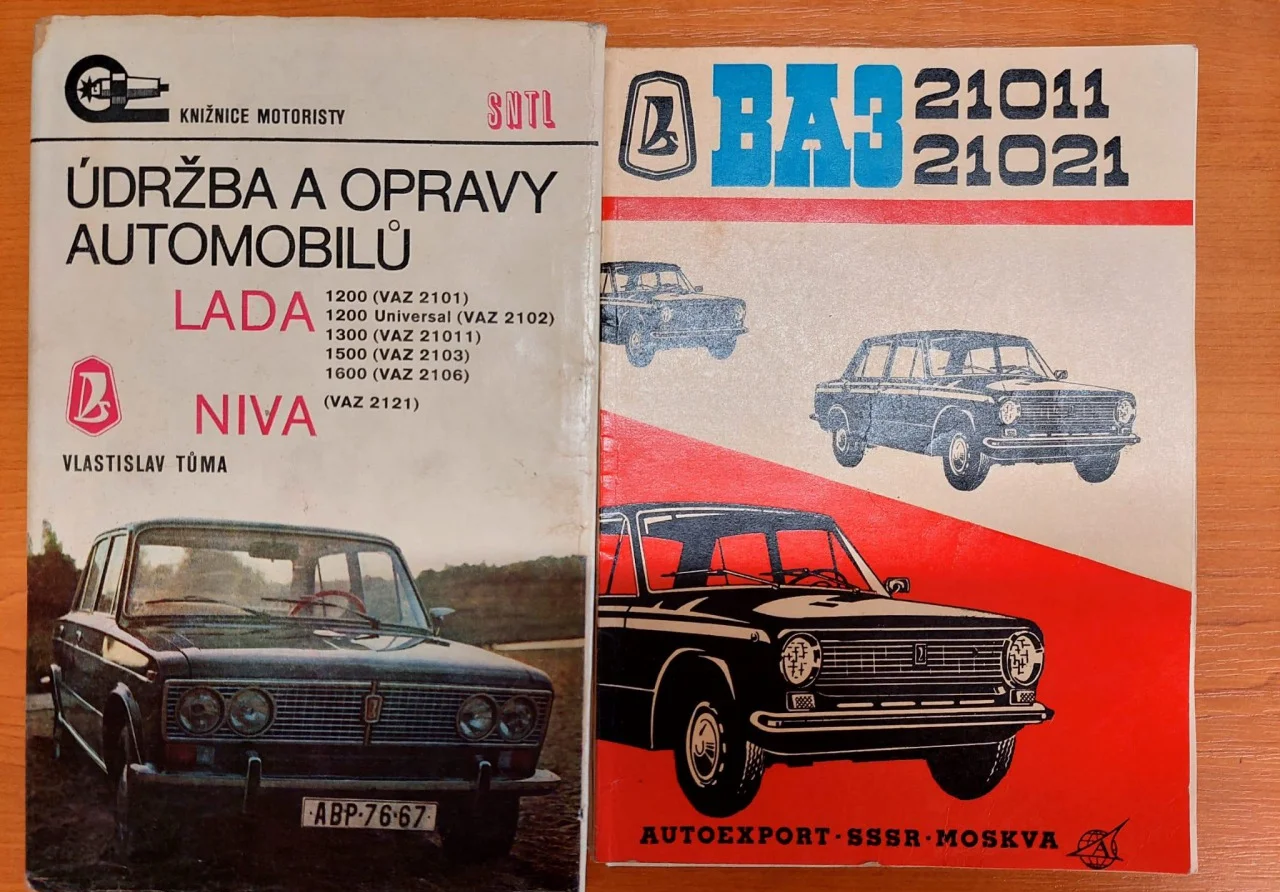 KNIŽNICE MOTORISTY
SNTL
ÚDRŽBA A OPRAVY
AUTOMOBILŮ
LADA
1200 (VAZ 2101)
1200 Universal (VAZ 2102)
1300 (VAZ 21011)
1500 (VAZ 2103)
1600 (VAZ 2106)
NIVA
(VAZ 2121)
VLASTISLAV TŮMA
ABP·76·67
ВАЗ 21011
21021
AUTOEXPORT·SSSR·MOSKVA